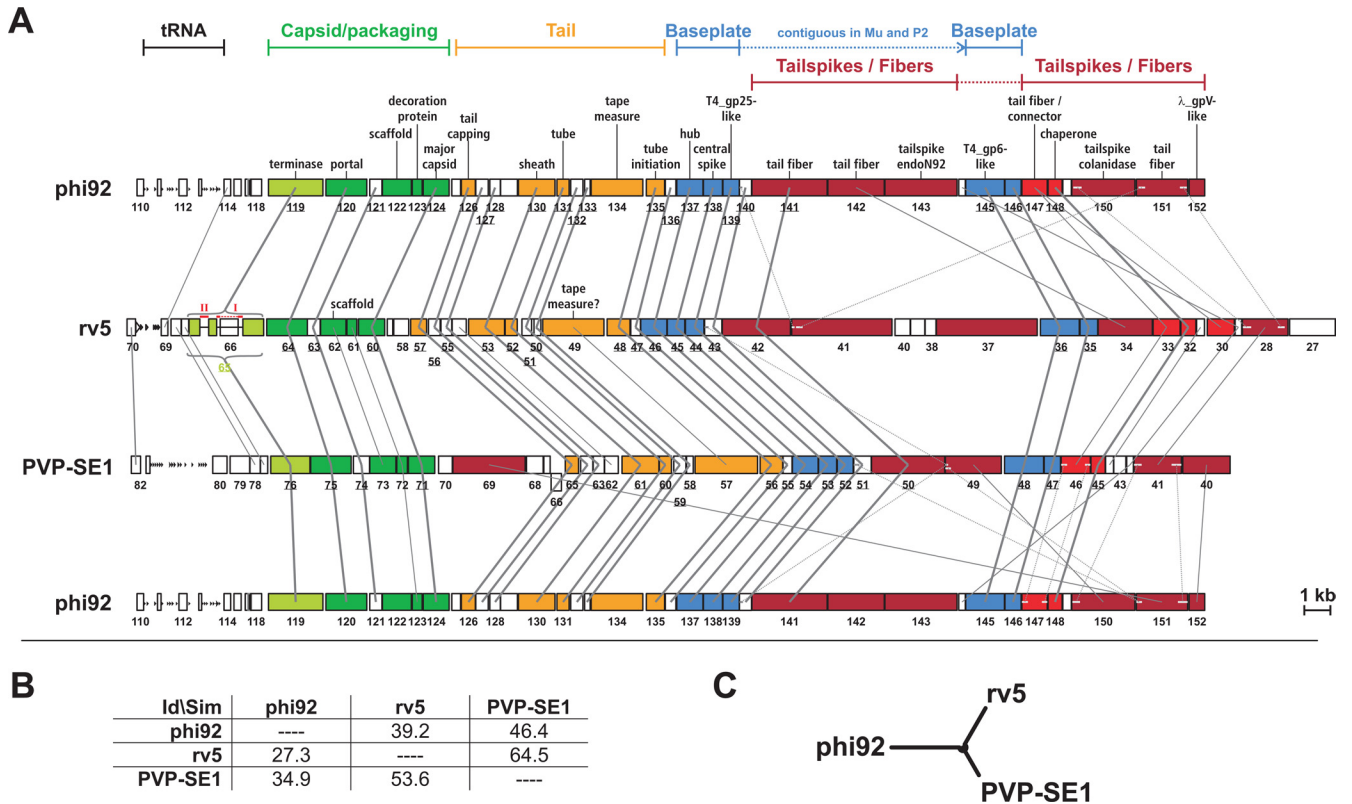 A
tRNA Capsid/packaging Tail Baseplate contiguous in Mu and P2 Baseplate
Tailspikes / Fibers Tailspikes / Fibers
terminase portal scaffold decoration protein major capsid tail capping sheath tube tape measure tube initiation hub central spike T4_gp25-like tail fiber tail fiber tailspike endoN92 T4_gp6-like tail fiber / connector chaperone tailspike colanidase tail fiber λ_gpV-like
phi92
110 112 114 118 119 120 121 122 123 124 126 127 128 130 131 132 133 134 135 136 137 138 139 140 141 142 143 145 146 147 148 150 151 152
II I scaffold tape measure?
rv5
70 69 66 65 64 63 62 61 60 58 57 56 55 53 52 51 50 49 48 47 46 45 44 43 42 41 40 38 37 36 35 34 33 32 30 28 27
PVP-SE1
82 80 79 78 76 75 74 73 72 71 70 69 68 66 65 63 62 61 60 59 58 57 56 55 54 53 52 51 50 49 48 47 46 45 43 41 40
phi92
110 112 114 118 119 120 121 122 123 124 126 128 130 131 134 135 137 138 139 141 142 143 145 146 147 148 150 151 152
1 kb
B
Id\Sim phi92 rv5 PVP-SE1
phi92 ---- 39.2 46.4
rv5 27.3 ---- 64.5
PVP-SE1 34.9 53.6 ----
C
rv5
phi92
PVP-SE1